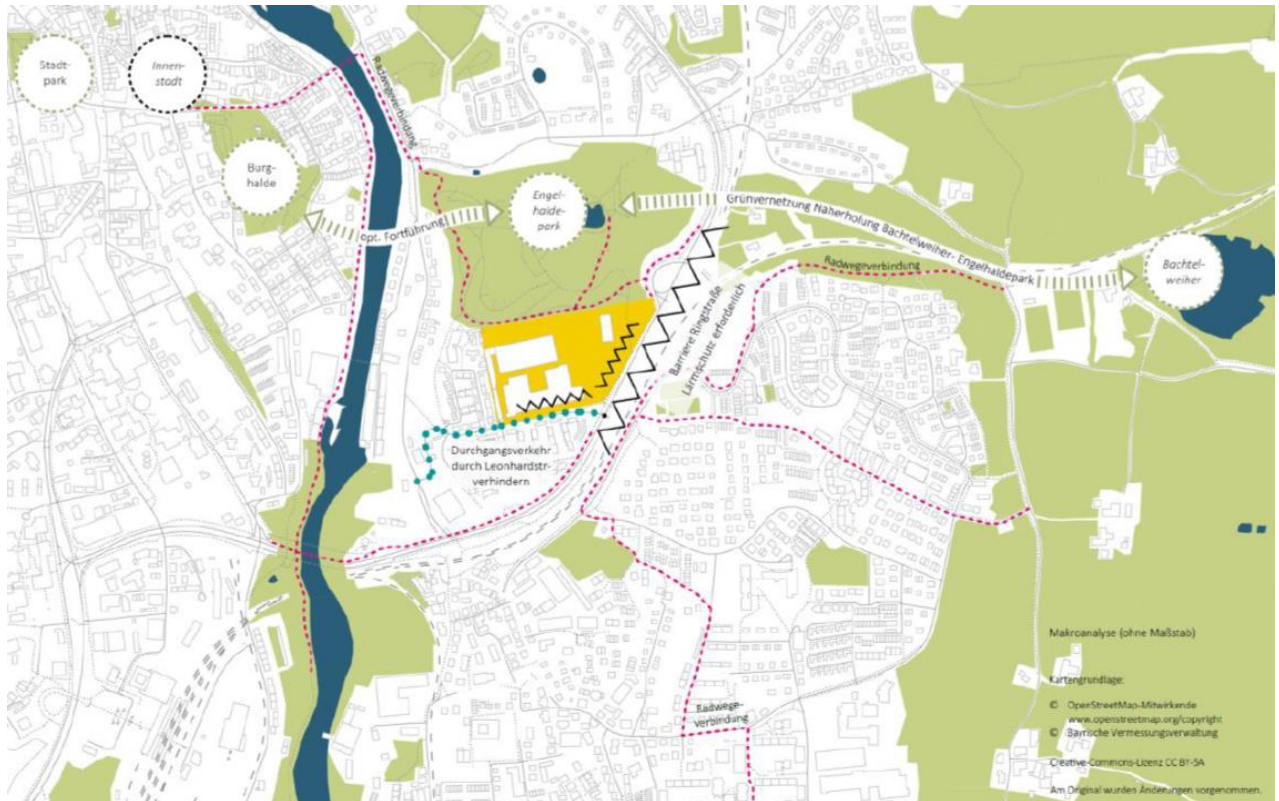 Stadt-
park
Innen-
stadt
Radwegeverbindung
Burg-
halde
Engel-
halde-
park
opt. Fortführung
Grünvernetzung Naherholung Bachtelweiher- Engelhaldepark
Radwegeverbindung
Bachtel-
weiher
Barriere Ringstraße
Lärmschutz erforderlich
Durchgangsverkehr
durch Leonhardstr.
verhindern
Radwege-
verbindung
Makroanalyse (ohne Maßstab)
Kartengrundlage:
© OpenStreetMap-Mitwirkende
www.openstreetmap.org/copyright
© Bayrische Vermessungsverwaltung
Creative-Commons-Lizenz CC BY-SA
Am Original wurden Änderungen vorgenommen.